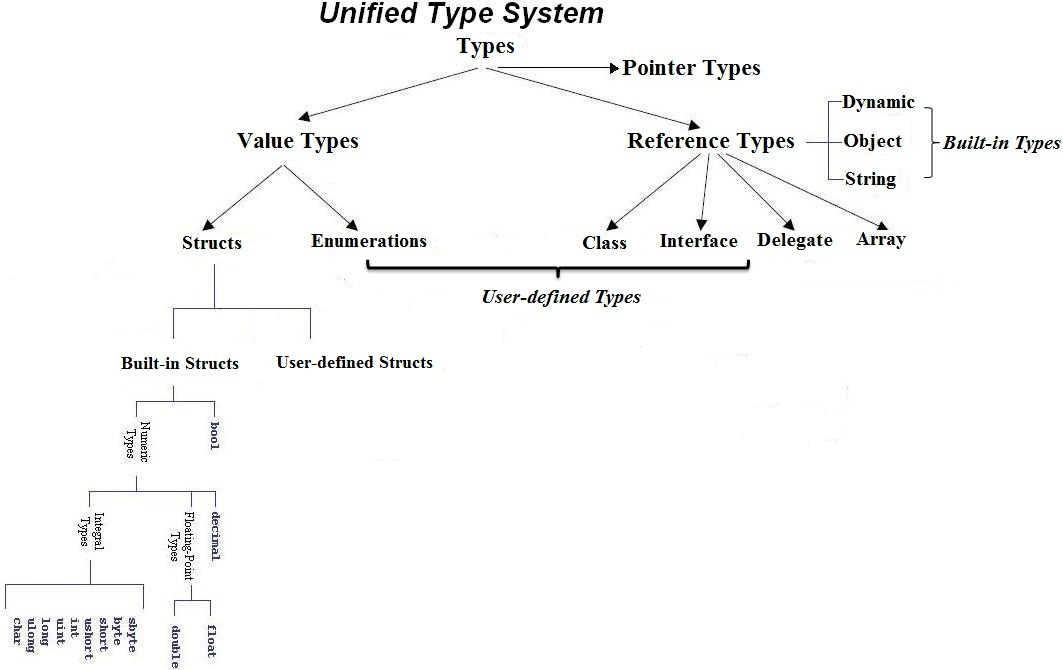 Unified Type System
Types
Pointer Types
Value Types
Reference Types
Dynamic
Object
String
Built-in Types
Structs
Enumerations
Class
Interface
Delegate
Array
User-defined Types
Built-in Structs
User-defined Structs
Numeric
Types
bool
Integral
Types
Floating-Point
Types
decimal
sbyte
byte
short
ushort
int
uint
long
ulong
char
float
double